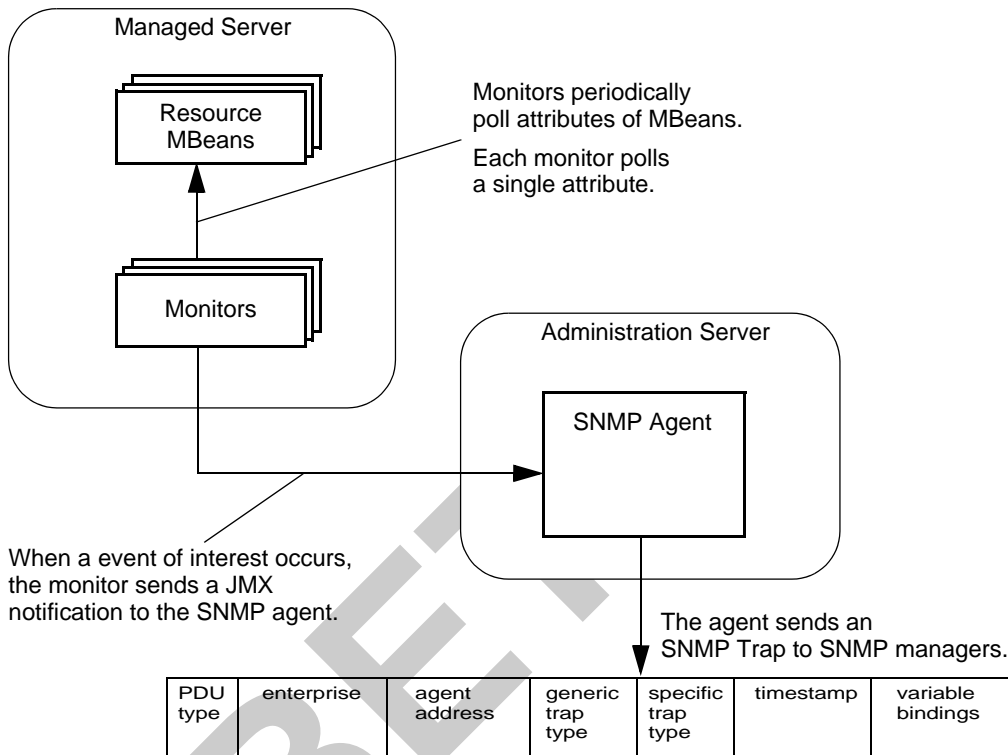 Managed Server
Resource
MBeans
Monitors periodically
poll attributes of MBeans.
Each monitor polls
a single attribute.
Monitors
Administration Server
SNMP Agent
When a event of interest occurs,
the monitor sends a JMX
notification to the SNMP agent.
The agent sends an
SNMP Trap to SNMP managers.
PDU
type
enterprise
agent
address
generic
trap
type
specific
trap
type
timestamp
variable
bindings